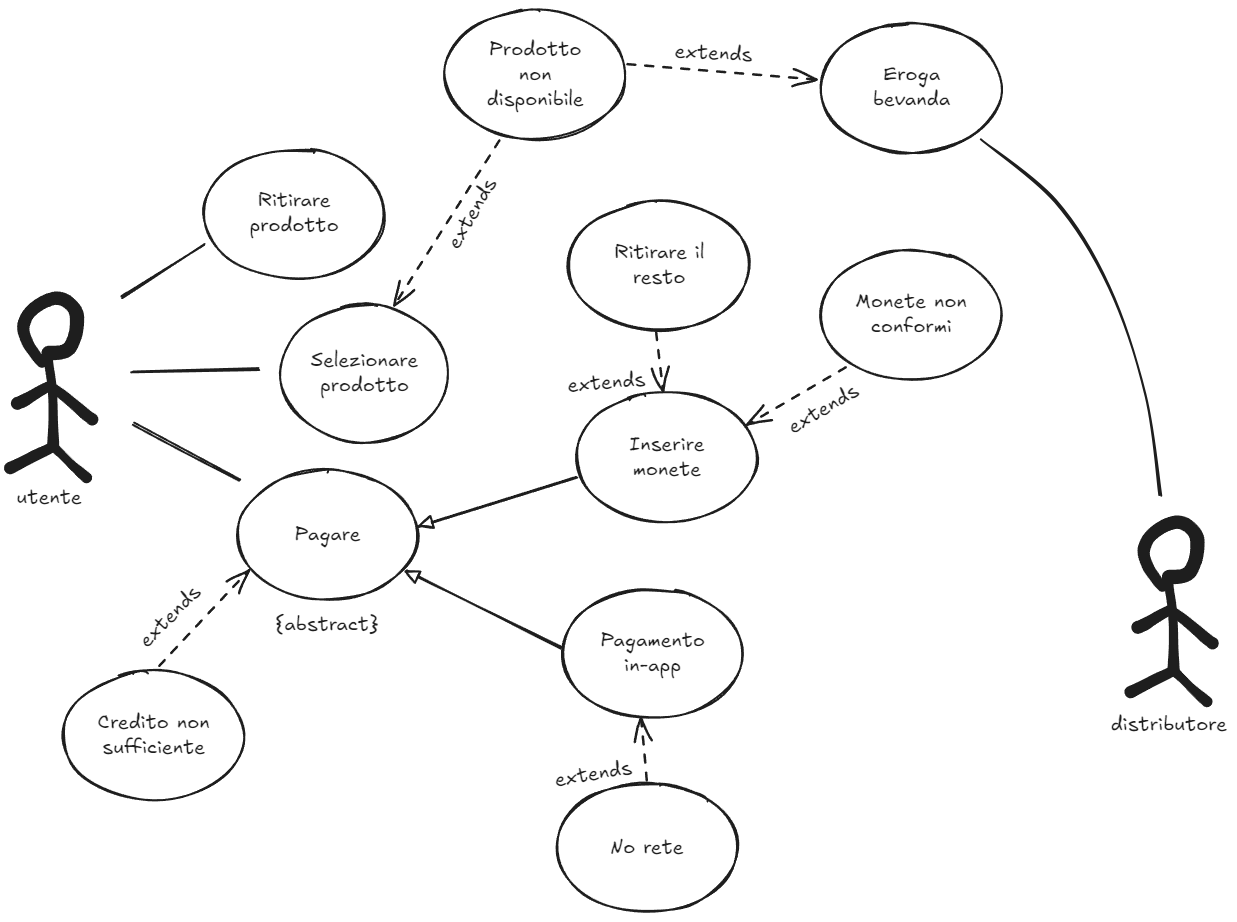 Prodotto
non
disponibile
extends
Eroga
bevanda
Ritirare
prodotto
extends
Ritirare il
resto
Monete non
conformi
Selezionare
prodotto
extends
extends
Inserire
monete
utente
Pagare
{abstract}
extends
Pagamento
in-app
Credito non
sufficiente
distributore
extends
No rete